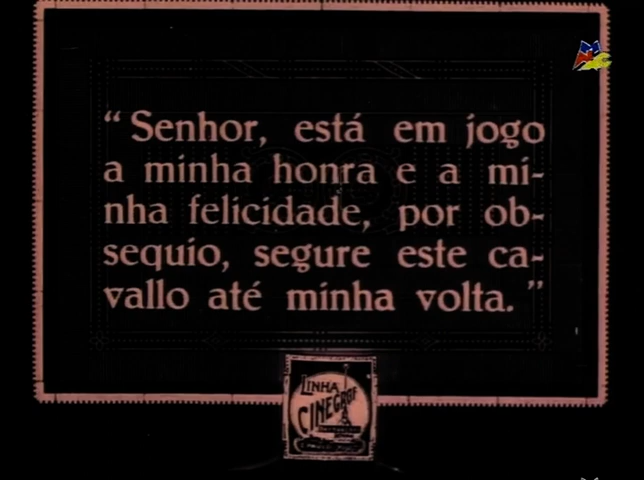 “ Senhor, está em jogo
a minha honra e a mi-
nha felicidade, por ob-
sequio, segure este ca-
vallo até minha volta.”
LINHA
CINEGRAF